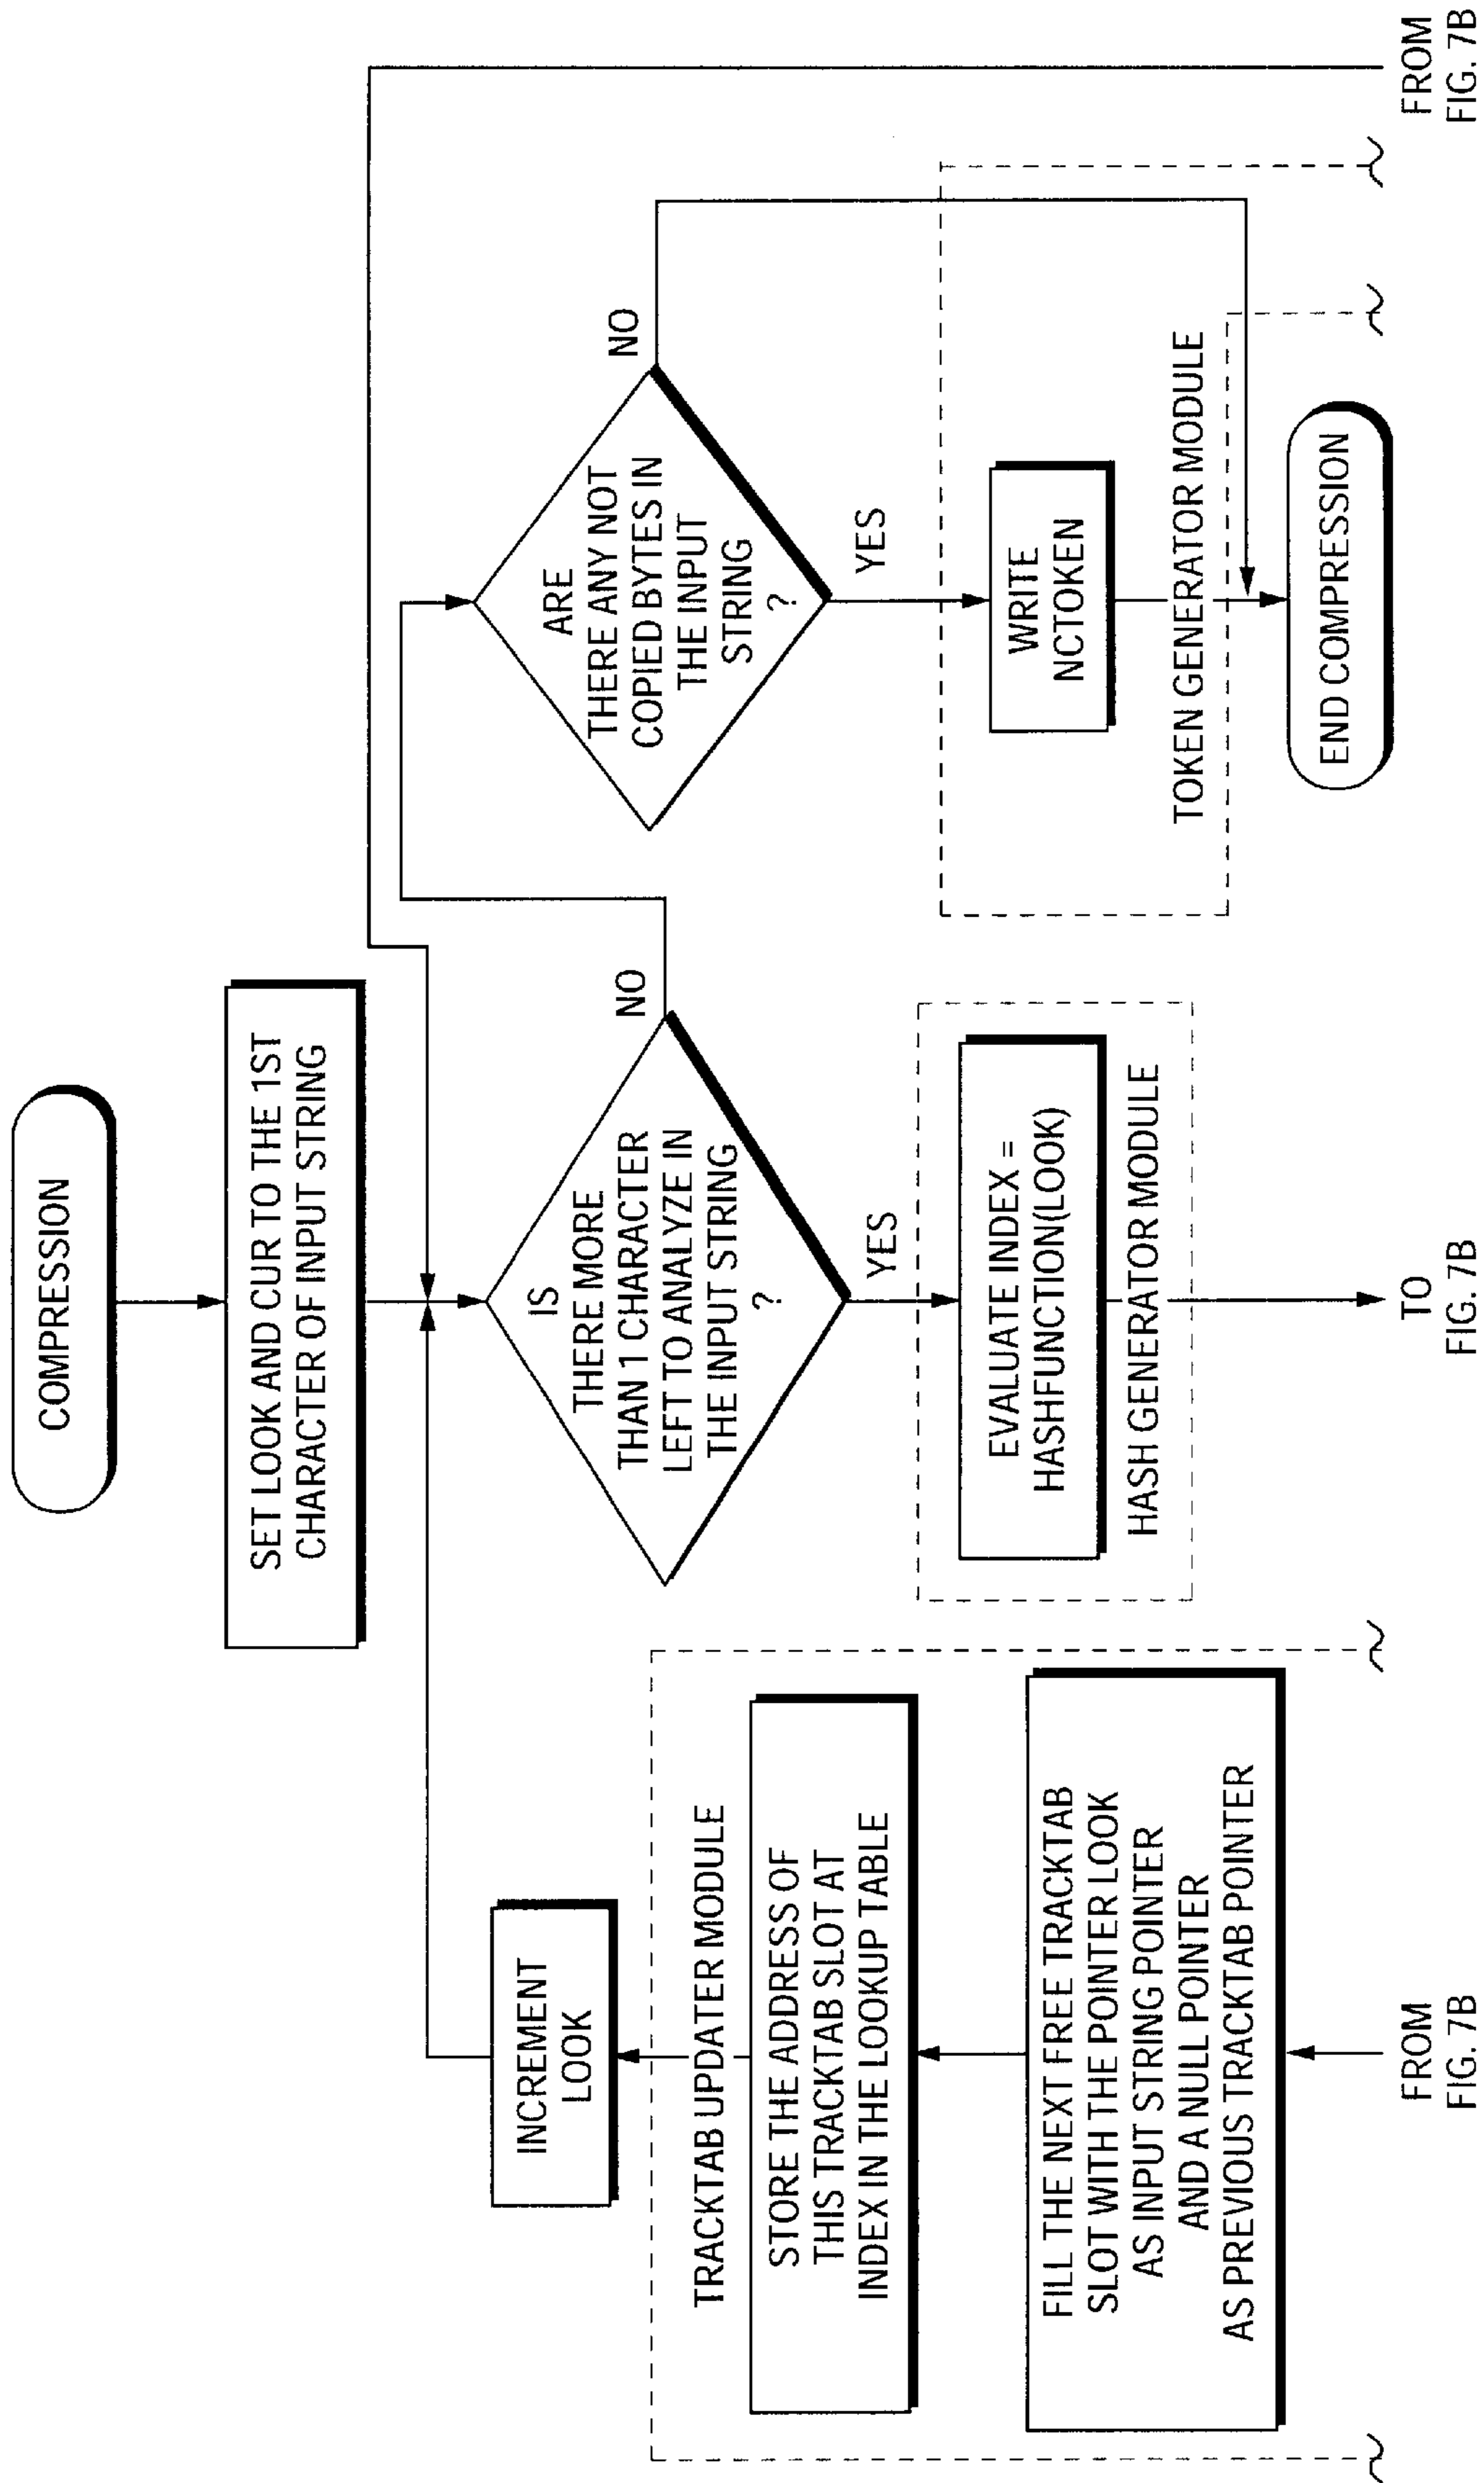 COMPRESSION
SET LOOK AND CUR TO THE 1ST
CHARACTER OF INPUT STRING
INCREMENT
LOOK
IS
THERE MORE
THAN 1 CHARACTER
LEFT TO ANALYZE IN
THE INPUT STRING
?
NO
YES
ARE
THERE ANY NOT
COPIED BYTES IN
THE INPUT
STRING
?
NO
YES
TRACKTAB UPDATER MODULE
STORE THE ADDRESS OF
THIS TRACKTAB SLOT AT
INDEX IN THE LOOKUP TABLE
FILL THE NEXT FREE TRACKTAB
SLOT WITH THE POINTER LOOK
AS INPUT STRING POINTER
AND A NULL POINTER
AS PREVIOUS TRACKTAB POINTER
EVALUATE INDEX =
HASHFUNCTION(LOOK)
HASH GENERATOR MODULE
WRITE
NCTOKEN
TOKEN GENERATOR MODULE
END COMPRESSION
FROM
FIG. 7B
TO
FIG. 7B
FROM
FIG. 7B